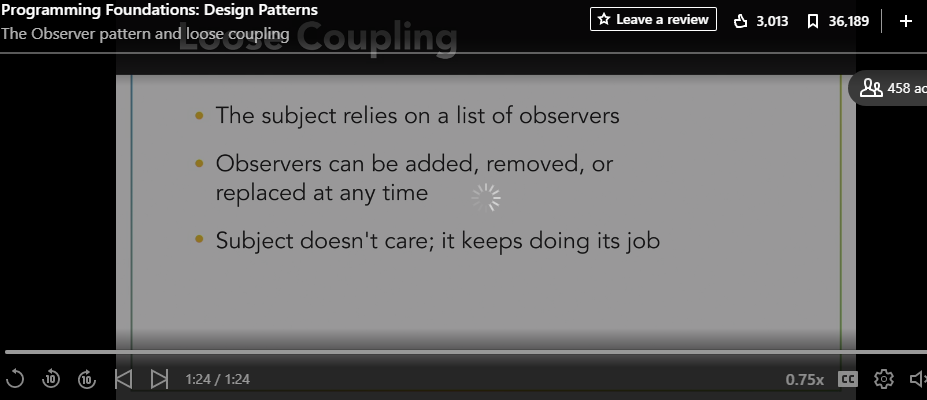 Programming Foundations: Design Patterns
The Observer pattern and loose coupling
Leave a review
3,013
36,189
Loose Coupling
458
The subject relies on a list of observers
Observers can be added, removed, or
replaced at any time
Subject doesn't care; it keeps doing its job
10
10
1:24 / 1:24
0.75x
CC